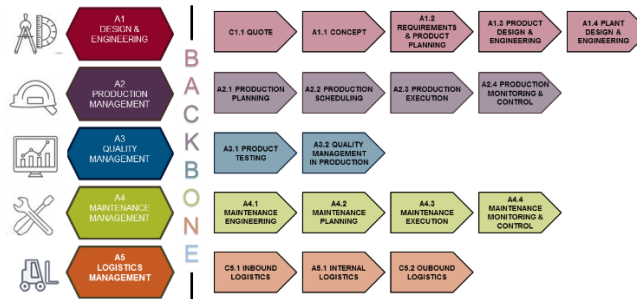 A1
DESIGN &
ENGINEERING
C1.1 QUOTE
A1.1 CONCEPT
A1.2
REQUIREMENTS
& PRODUCT
PLANNING
A1.3 PRODUCT
DESIGN &
ENGINEERING
A1.4 PLANT
DESIGN &
ENGINEERING
A2
PRODUCTION
MANAGEMENT
A2.1 PRODUCTION
PLANNING
A2.2 PRODUCTION
SCHEDULING
A2.3 PRODUCTION
EXECUTION
A2.4 PRODUCTION
MONITORING &
CONTROL
A3
QUALITY
MANAGEMENT
A3.1 PRODUCT
TESTING
A3.2 QUALITY
MANAGEMENT
IN PRODUCTION
A4
MAINTENANCE
MANAGEMENT
A4.1
MAINTENANCE
ENGINEERING
A4.2
MAINTENANCE
PLANNING
A4.3
MAINTENANCE
EXECUTION
A4.4
MAINTENANCE
MONITORING &
CONTROL
A5
LOGISTICS
MANAGEMENT
C5.1 INBOUND
LOGISTICS
A5.1 INTERNAL
LOGISTICS
C5.2 OUBOUND
LOGISTICS
BACKBONE